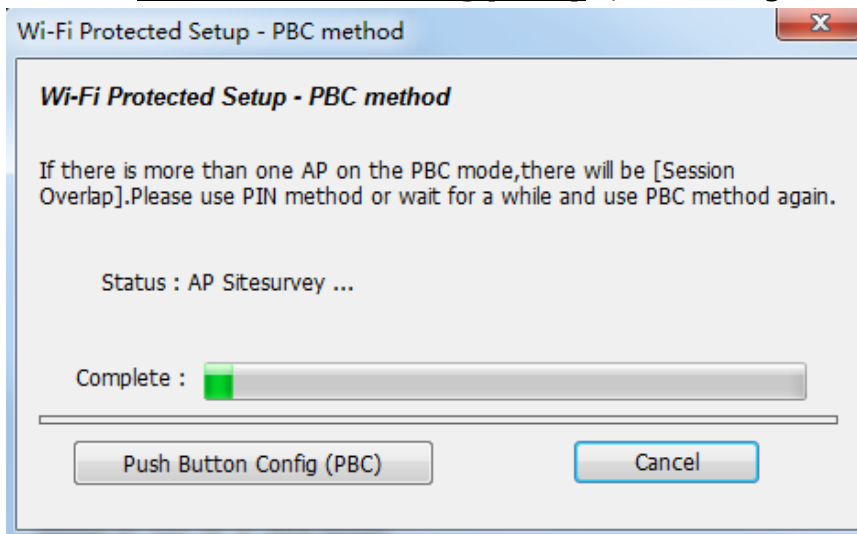 Wi-Fi Protected Setup - PBC method
Wi-Fi Protected Setup - PBC method
If there is more than one AP on the PBC mode,there will be [Session
Overlap].Please use PIN method or wait for a while and use PBC method again.
Status : AP Sitesurvey ...
Complete :
Push Button Config (PBC)
Cancel